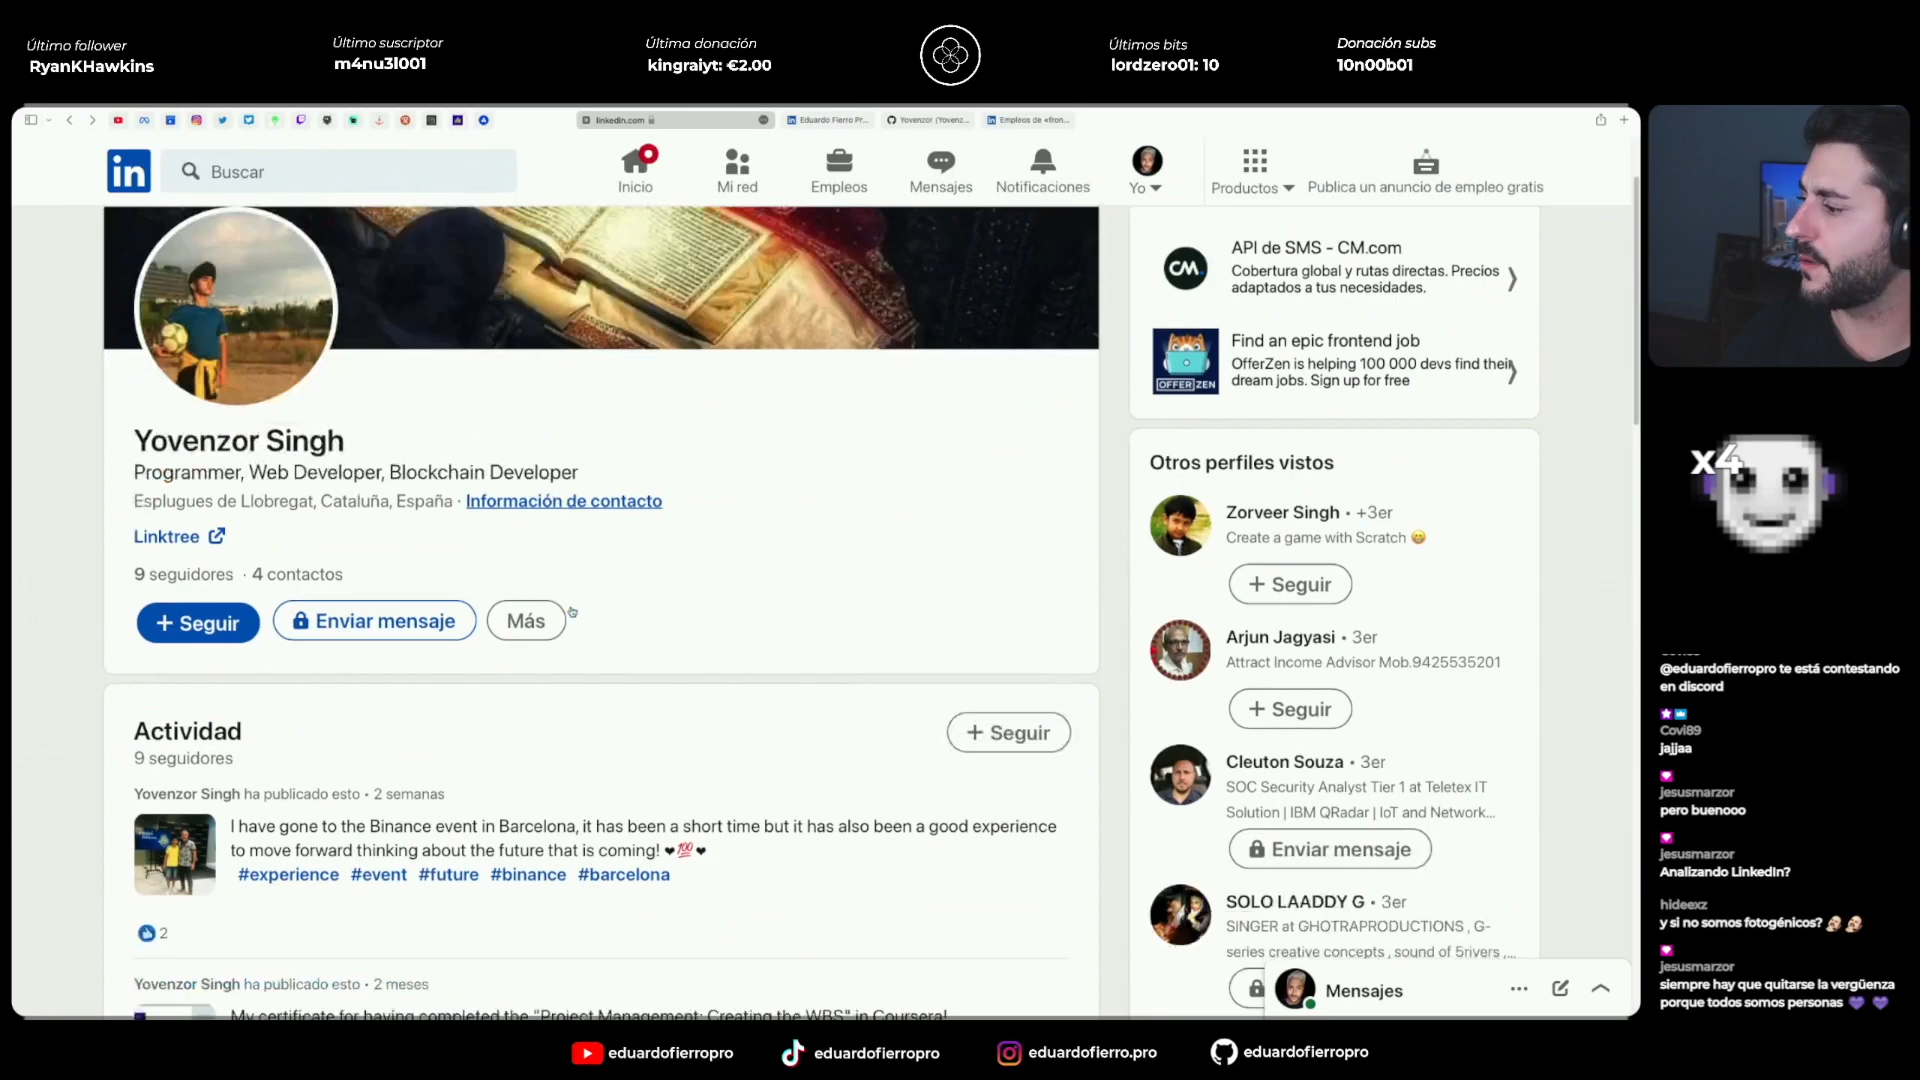 Último follower
RyanKHawkins
Último suscriptor
m4nu3l001
Última donación
kingraiyt: €2.00
Últimos bits
lordzero01: 10
Donación subs
10n00b01
linkedin.com
Eduardo Fierro Pr...
Yovenzor (Yovenz...
Empleos de «fron...
in
Buscar
Inicio
Mi red
Empleos
Mensajes
Notificaciones
Yo
Productos
Publica un anuncio de empleo gratis
Yovenzor Singh
Programmer, Web Developer, Blockchain Developer
Esplugues de Llobregat, Cataluña, España · Información de contacto
Linktree
9 seguidores · 4 contactos
+ Seguir
Enviar mensaje
Más
Actividad
9 seguidores
+ Seguir
Yovenzor Singh ha publicado esto • 2 semanas
I have gone to the Binance event in Barcelona, it has been a short time but it has also been a good experience
to move forward thinking about the future that is coming! ❤💯❤
#experience #event #future #binance #barcelona
2
Yovenzor Singh ha publicado esto • 2 meses
My certificate for having completed the "Project Management: Creating the WBS" in Coursera!
CM.
API de SMS - CM.com
Cobertura global y rutas directas. Precios
adaptados a tus necesidades.
OFFERZEN
Find an epic frontend job
OfferZen is helping 100 000 devs find their
dream jobs. Sign up for free
Otros perfiles vistos
Zorveer Singh • +3er
Create a game with Scratch 😄
+ Seguir
Arjun Jagyasi • 3er
Attract Income Advisor Mob.9425535201
+ Seguir
Cleuton Souza • 3er
SOC Security Analyst Tier 1 at Teletex IT
Solution | IBM QRadar | IoT and Network...
Enviar mensaje
SOLO LAADDY G • 3er
SINGER at GHOTRAPRODUCTIONS , G-
series creative concepts , sound of 5rivers ,...
Mensajes
x4
@eduardofierropro te está contestando
en discord
Covi89
jajjaa
jesusmarzor
pero buenooo
jesusmarzor
Analizando LinkedIn?
hideexz
y si no somos fotogénicos?
jesusmarzor
siempre hay que quitarse la vergüenza
porque todos somos personas 💜 💜
eduardofierropro
eduardofierropro
eduardofierro.pro
eduardofierropro